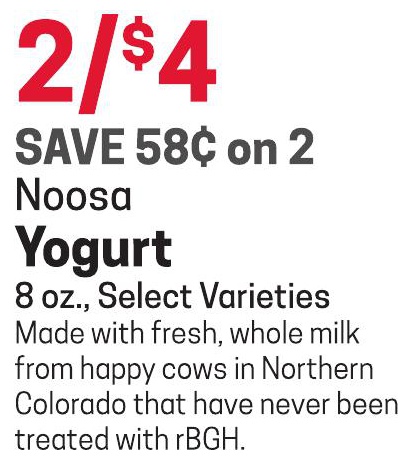 2/$4
SAVE 58¢ on 2
Noosa
Yogurt
8 oz., Select Varieties
Made with fresh, whole milk
from happy cows in Northern
Colorado that have never been
treated with rBGH.